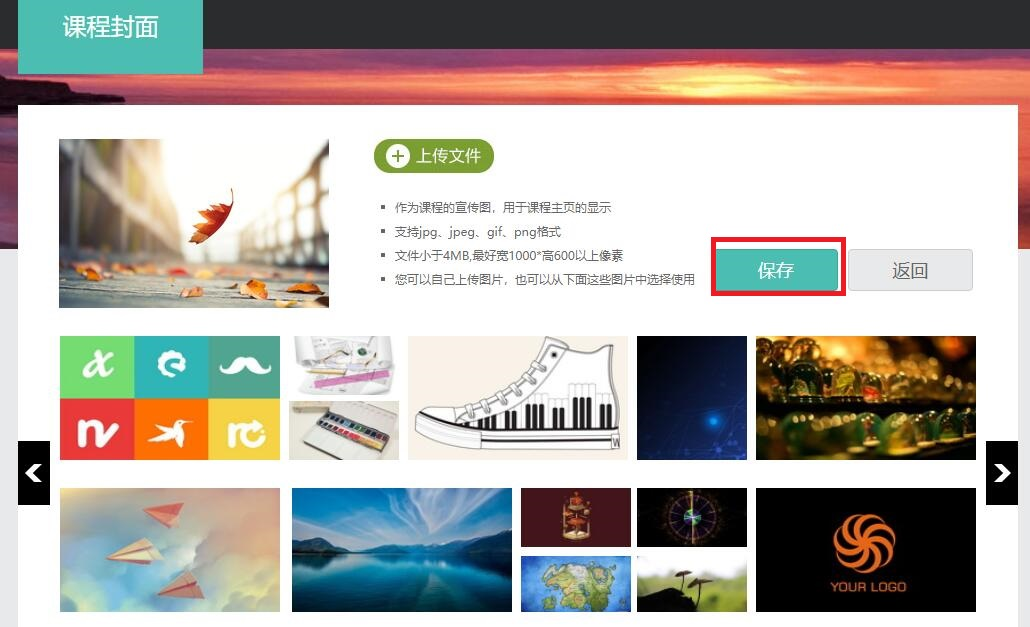 课程封面
上传文件
作为课程的宣传图，用于课程主页的显示
支持jpg、jpeg、gif、png格式
文件小于4MB,最好宽1000*高600以上像素
您可以自己上传图片，也可以从下面这些图片中选择使用
保存
返回
W
YOUR LOGO